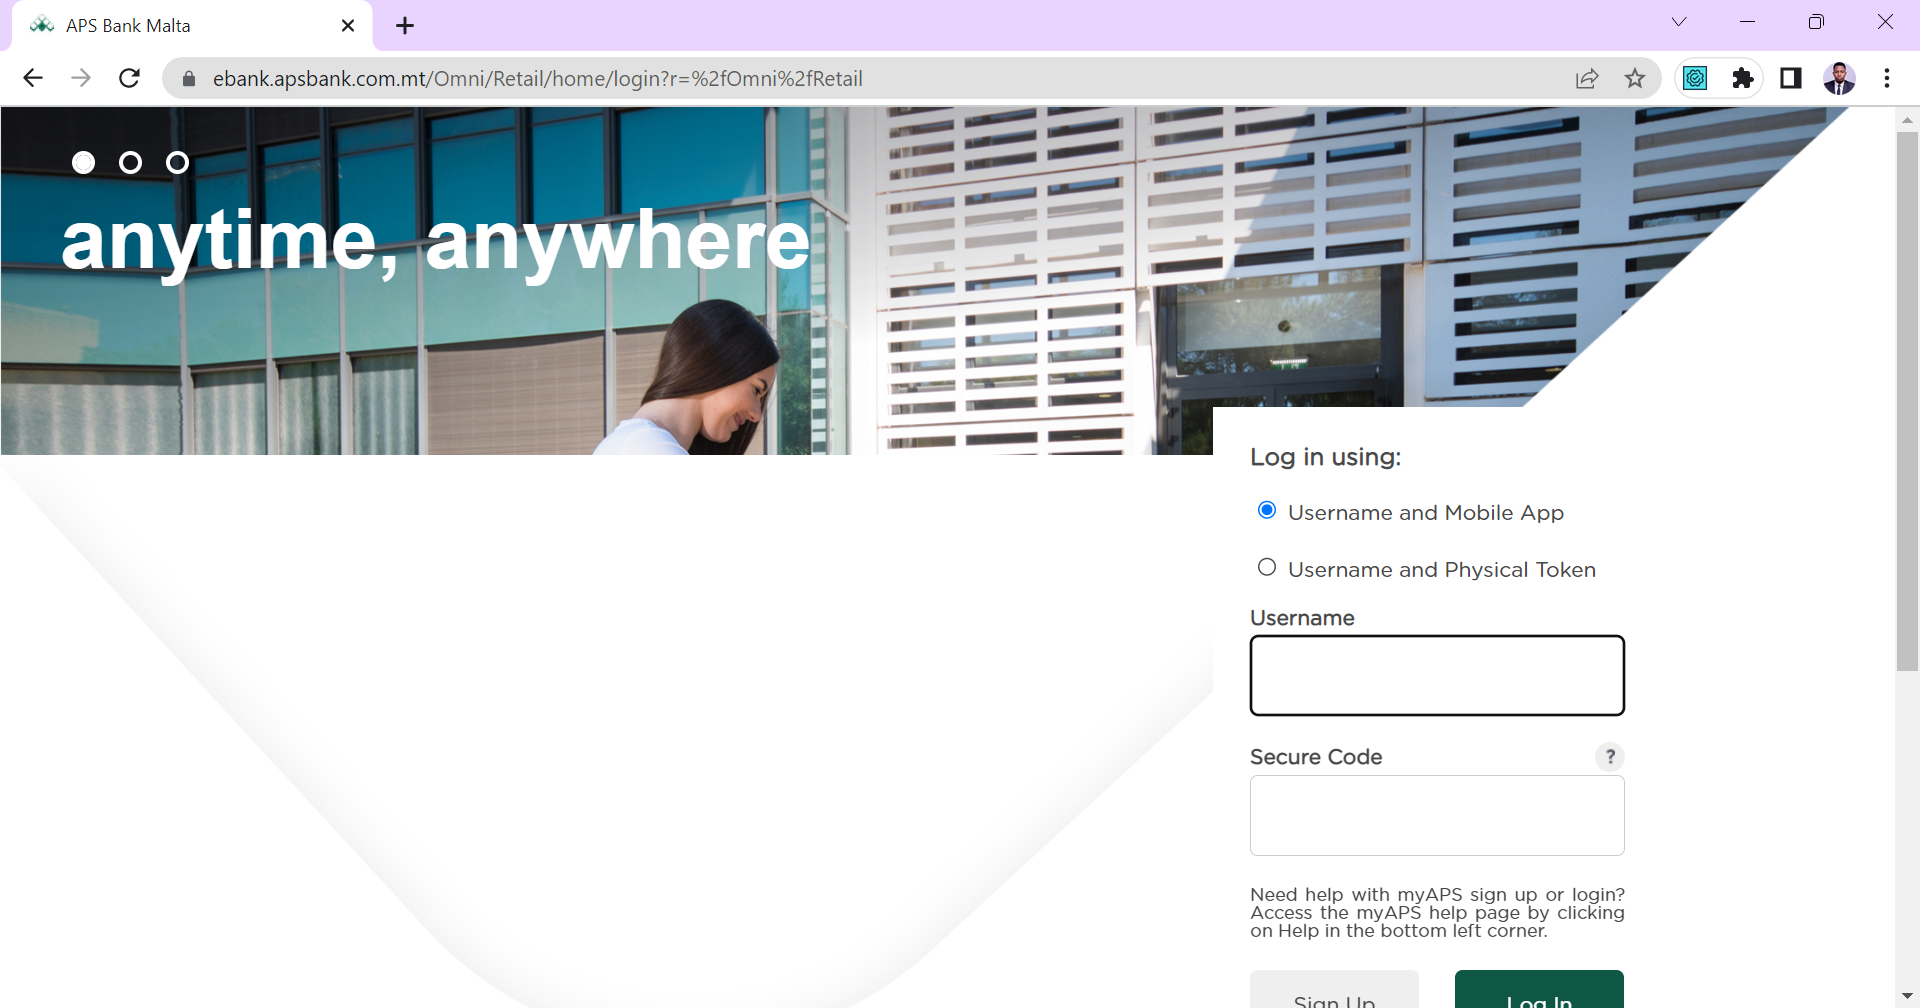 APS Bank Malta
ebank.apsbank.com.mt/Omni/Retail/home/login?r=%2fOmni%2fRetail
anytime, anywhere
Log in using:
Username and Mobile App
Username and Physical Token
Username
Secure Code ?
Need help with myAPS sign up or login?
Access the myAPS help page by clicking
on Help in the bottom left corner.
Sign Up Log In